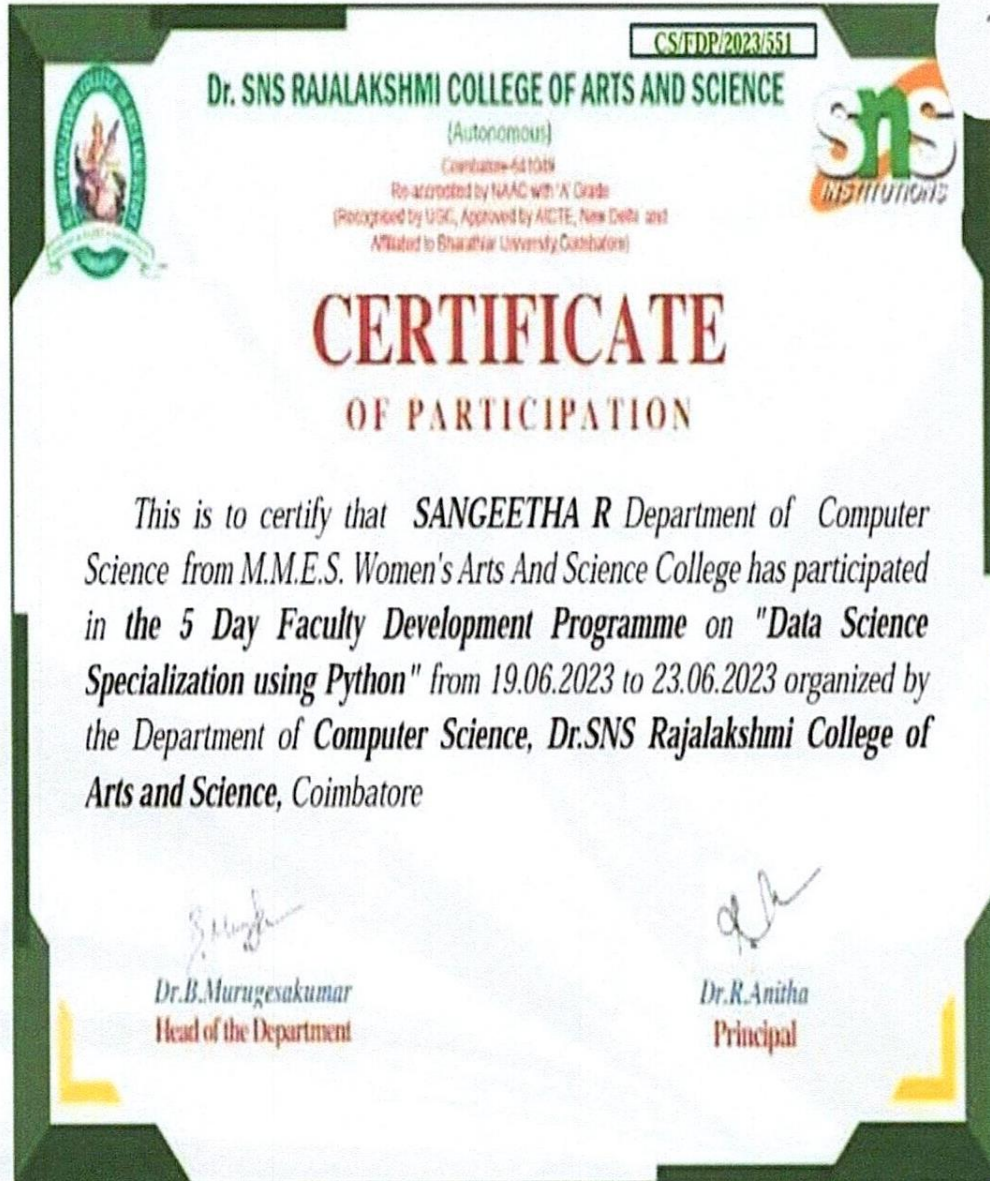 CS/FDP/2023/551
Dr. SNS RAJALAKSHMI COLLEGE OF ARTS AND SCIENCE
(Autonomous)
Coimbatore-641049
Re-accredited by NAAC with 'A' Grade
(Recognised by UGC, Approved by AICTE, New Delhi and
Affiliated to Bharathiar University, Coimbatore)
SnS
INSTITUTIONS
CERTIFICATE
OF PARTICIPATION
This is to certify that SANGEETHA R Department of Computer
Science from M.M.E.S. Women's Arts And Science College has participated
in the 5 Day Faculty Development Programme on "Data Science
Specialization using Python" from 19.06.2023 to 23.06.2023 organized by
the Department of Computer Science, Dr.SNS Rajalakshmi College of
Arts and Science, Coimbatore
Dr.B.Murugesakumar
Head of the Department
Dr.R.Anitha
Principal